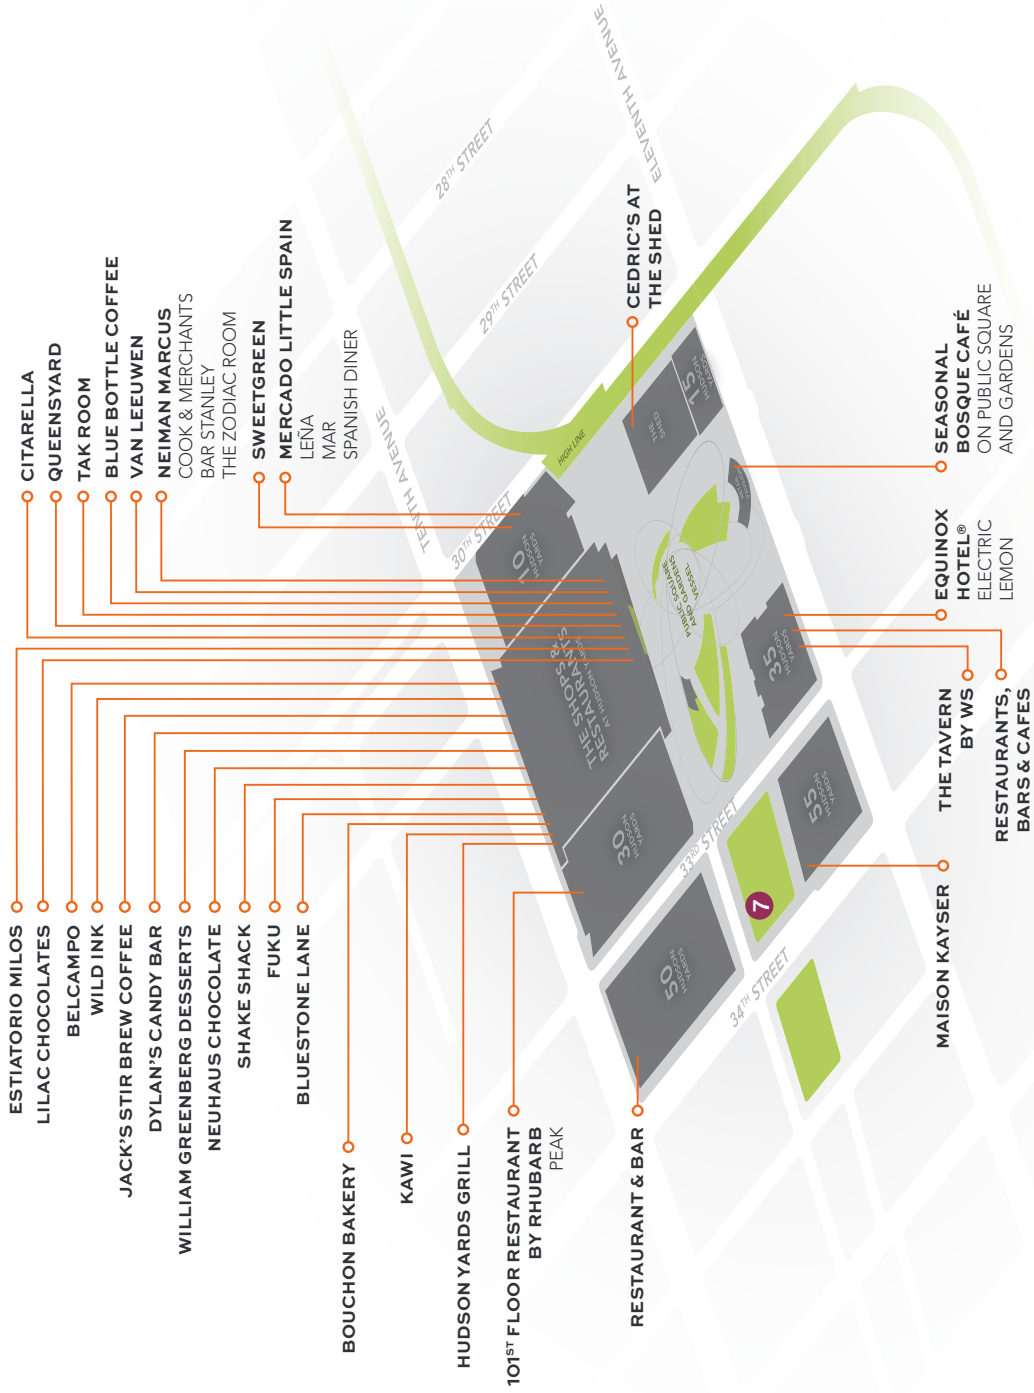 ESTIATORIO MILOS
LILAC CHOCOLATES
BELCAMPO
WILD INK
JACK'S STIR BREW COFFEE
DYLAN'S CANDY BAR
WILLIAM GREENBERG DESSERTS
NEUHAUS CHOCOLATE
SHAKE SHACK
FUKU
BLUESTONE LANE
BOUCHON BAKERY
KAWI
HUDSON YARDS GRILL
101ST FLOOR RESTAURANT
BY RHUBARB
PEAK
RESTAURANT & BAR
CITARELLA
QUEENSYARD
TAK ROOM
BLUE BOTTLE COFFEE
VAN LEEUWEN
NEIMAN MARCUS
COOK & MERCHANTS
BAR STANLEY
THE ZODIAC ROOM
SWEETGREEN
MERCADO LITTLE SPAIN
LEÑA
MAR
SPANISH DINER
CEDRIC'S AT
THE SHED
SEASONAL
BOSQUE CAFÉ
ON PUBLIC SQUARE
AND GARDENS
EQUINOX
HOTEL®
ELECTRIC
LEMON
THE TAVERN
BY WS
RESTAURANTS,
BARS & CAFES
MAISON KAYSER
TENTH AVENUE
ELEVENTH AVENUE
28TH STREET
29TH STREET
30TH STREET
33RD STREET
34TH STREET
HIGH LINE
10
HUDSON
YARDS
THE SHOPS &
RESTAURANTS
AT HUDSON YARDS
30
HUDSON
YARDS
50
HUDSON
YARDS
55
HUDSON
YARDS
35
HUDSON
YARDS
15
HUDSON
YARDS
THE
SHED
PUBLIC SQUARE
AND GARDENS
VESSEL
RETAIL
7